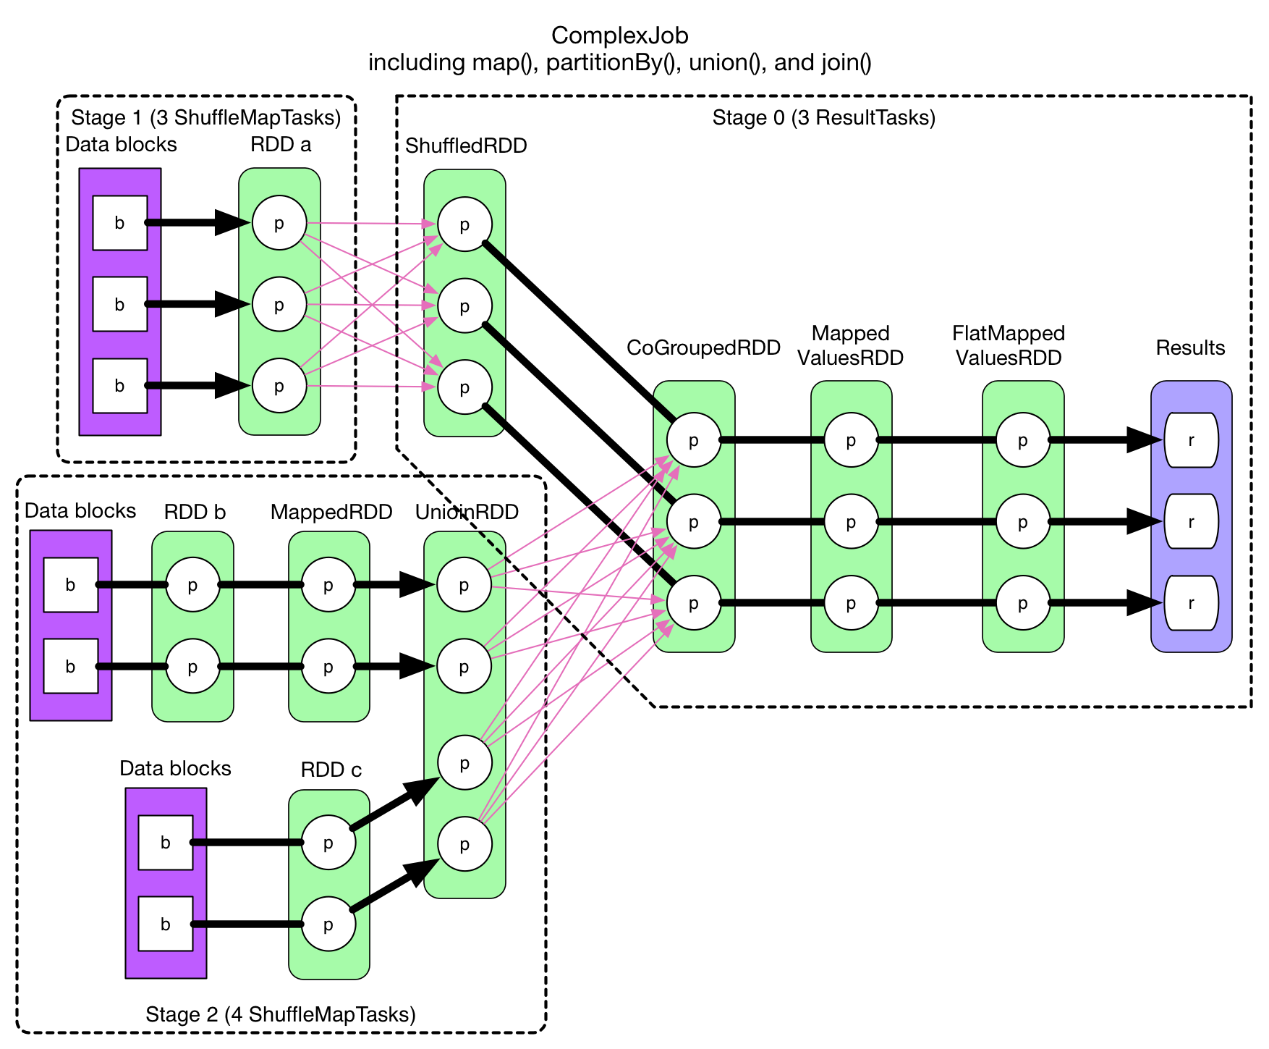 ComplexJob
including map(), partitionBy(), union(), and join()
Stage 1 (3 ShuffleMapTasks)
Data blocks
RDD a
b
p
b
p
b
p
Stage 0 (3 ResultTasks)
ShuffledRDD
p
p
p
CoGroupedRDD
Mapped
ValuesRDD
FlatMapped
ValuesRDD
Results
p
p
p
r
p
p
p
r
p
p
p
r
Data blocks
RDD b
MappedRDD
UnioinRDD
b
p
p
p
b
p
p
p
Data blocks
RDD c
p
b
p
p
b
p
Stage 2 (4 ShuffleMapTasks)